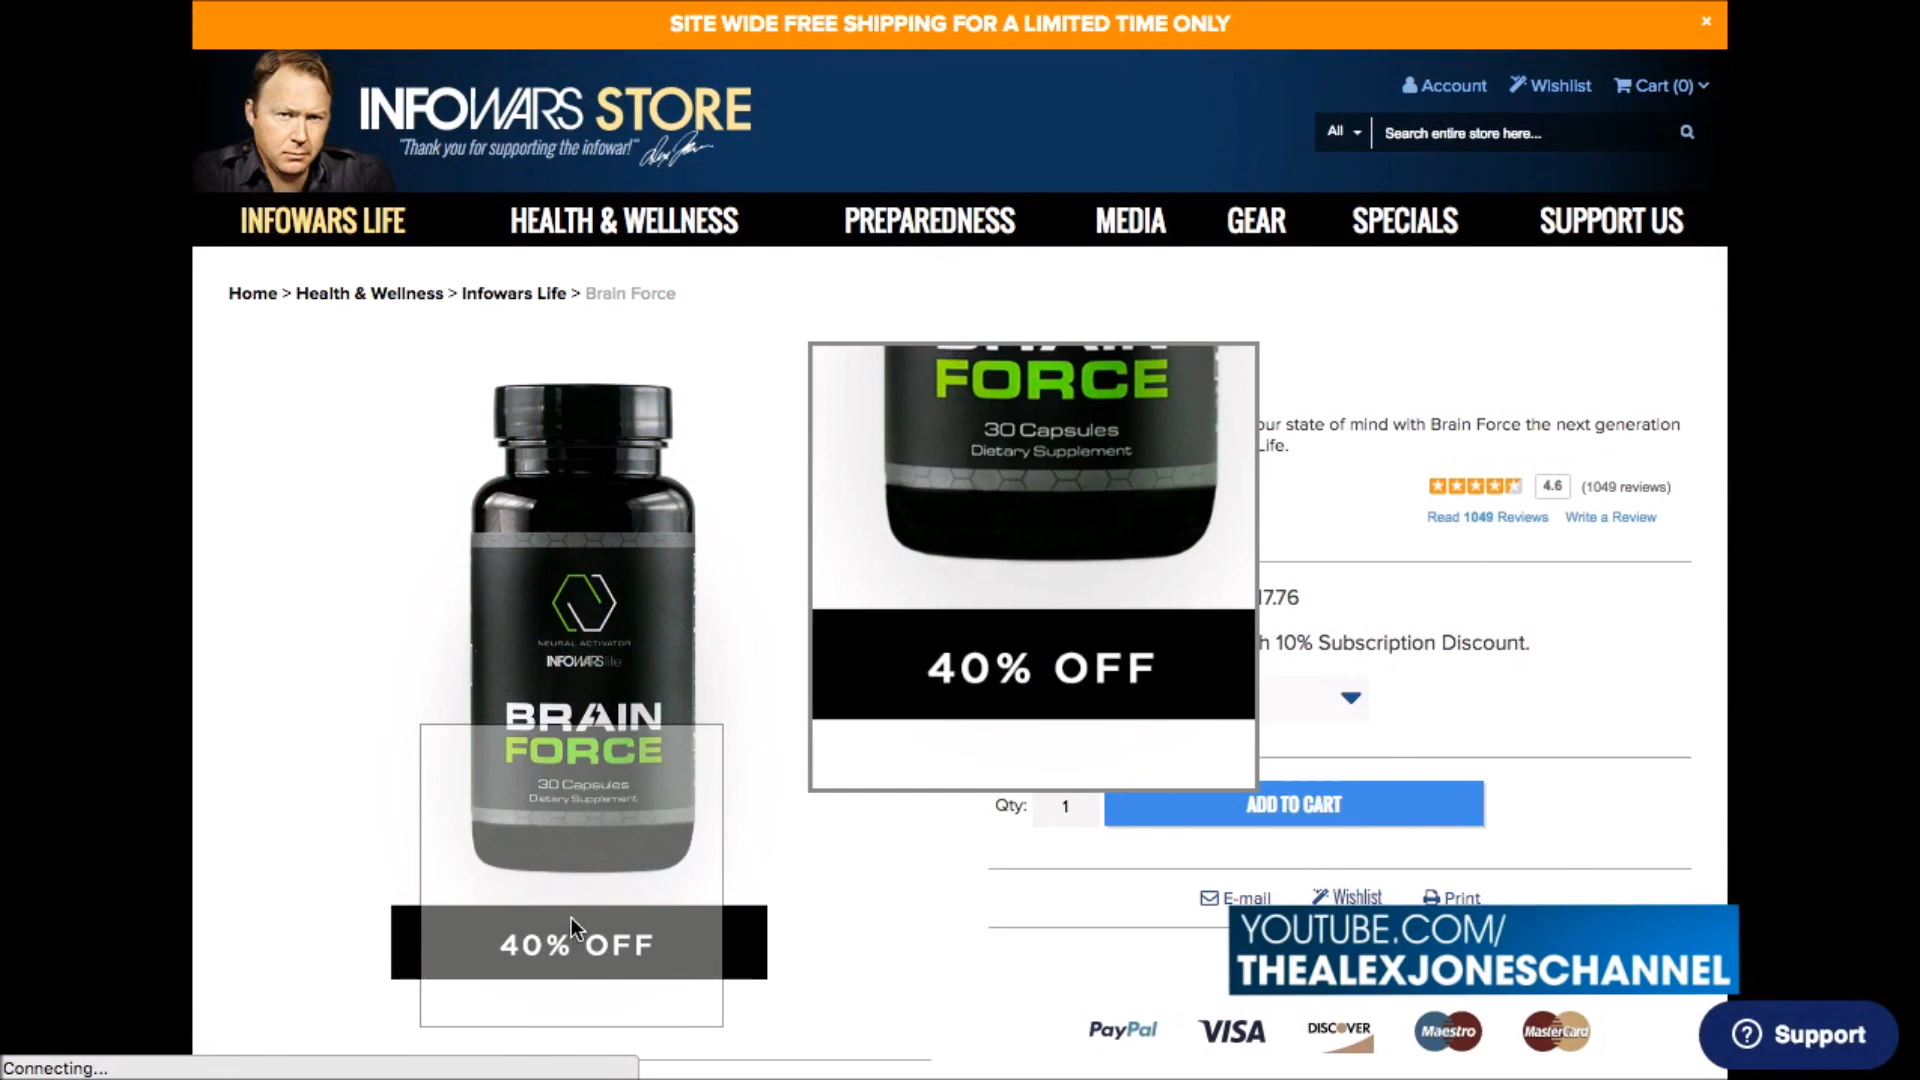 SITE WIDE FREE SHIPPING FOR A LIMITED TIME ONLY
×
INFOWARS STORE
"Thank you for supporting the infowar!"
Account
Wishlist
Cart (0)
All
Search entire store here...
INFOWARS LIFE
HEALTH & WELLNESS
PREPAREDNESS
MEDIA
GEAR
SPECIALS
SUPPORT US
Home > Health & Wellness > Infowars Life > Brain Force
NEURAL ACTIVATOR
INFOWARS life
BRAIN
FORCE
30 Capsules
Dietary Supplement
40% OFF
FORCE
30 Capsules
Dietary Supplement
40% OFF
our state of mind with Brain Force the next generation
Life.
4.6
(1049 reviews)
Read 1049 Reviews
Write a Review
17.76
h 10% Subscription Discount.
Qty:
1
ADD TO CART
E-mail
Wishlist
Print
YOUTUBE.COM/
THEALEXJONESCHANNEL
PayPal
VISA
DISCOVER
Maestro
MasterCard
? Support
Connecting...